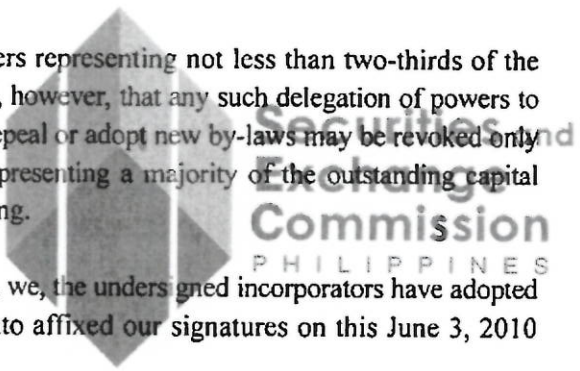 ers representing not less than two-thirds of the
, however, that any such delegation of powers to
epeal or adopt new by-laws may be revoked only
presenting a majority of the outstanding capital
ng.
we, the undersigned incorporators have adopted
to affixed our signatures on this June 3, 2010
Securities and
Exchange
Commission
PHILIPPINES